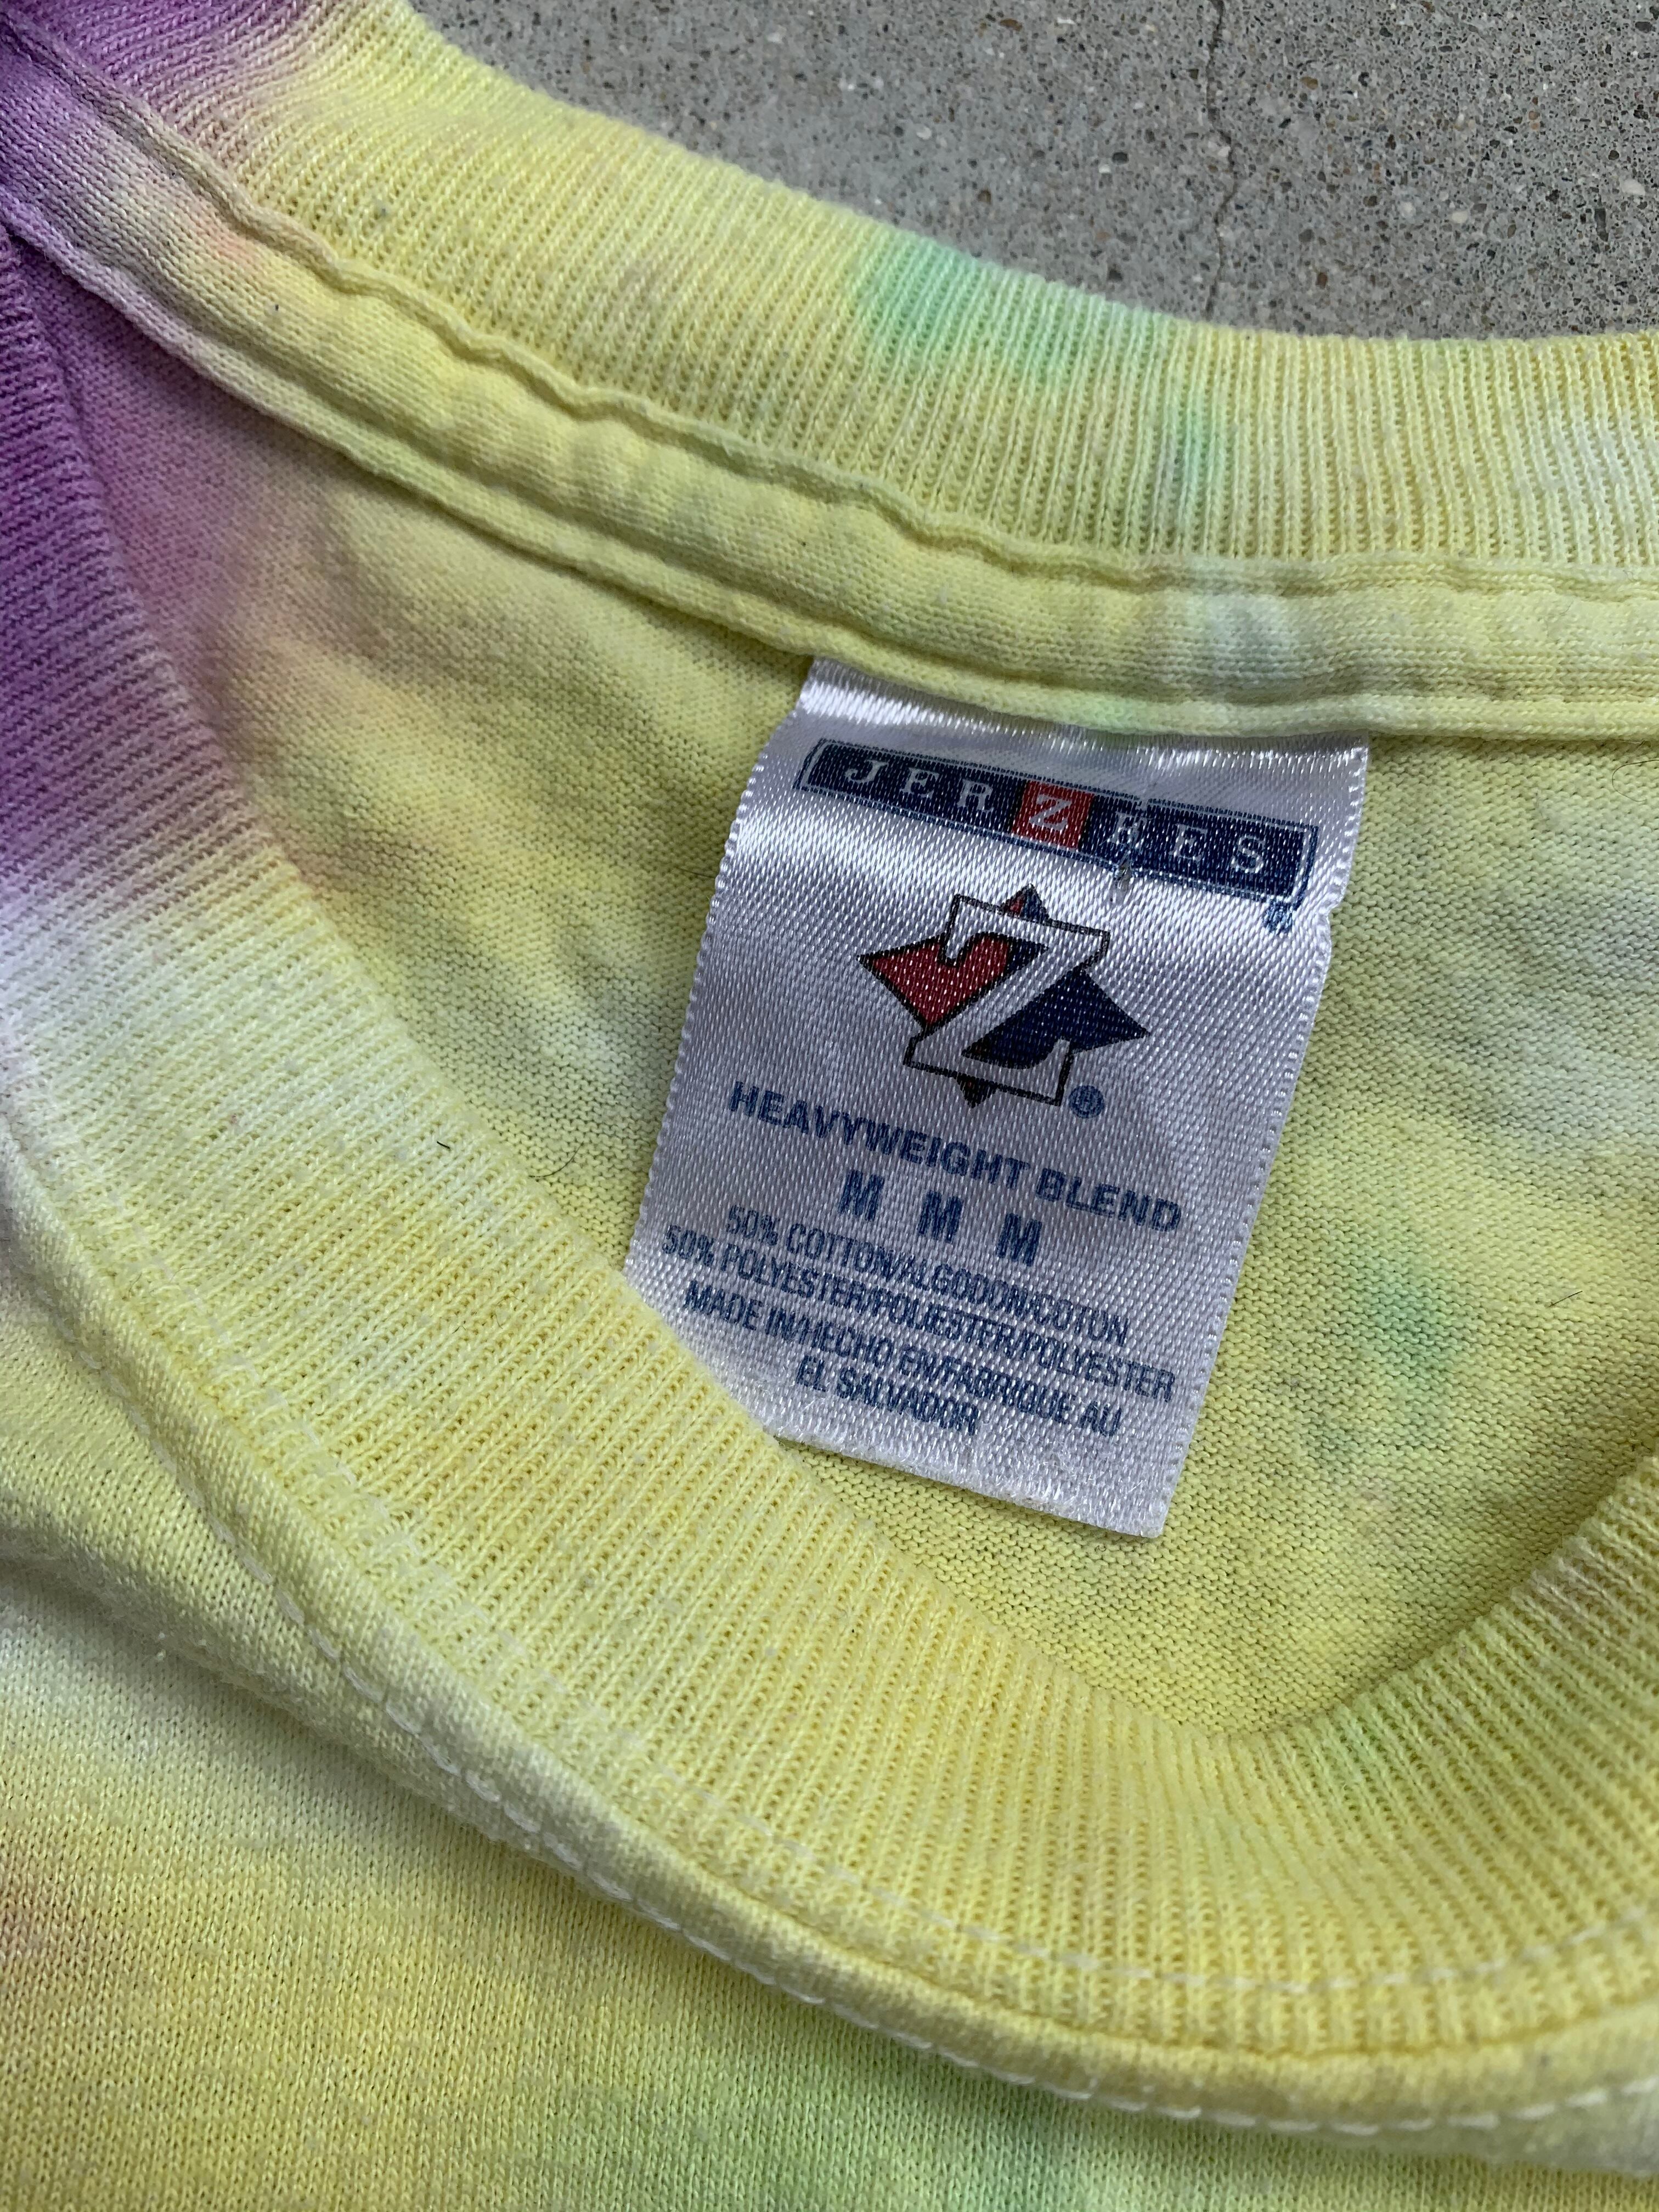 JERZEES
®
Z
®
HEAVYWEIGHT BLEND
M M M
50% COTTON/ALGODON/COTON
50% POLYESTER/POLIESTER/POLYESTER
MADE IN/HECHO EN/FABRIQUE AU
EL SALVADOR